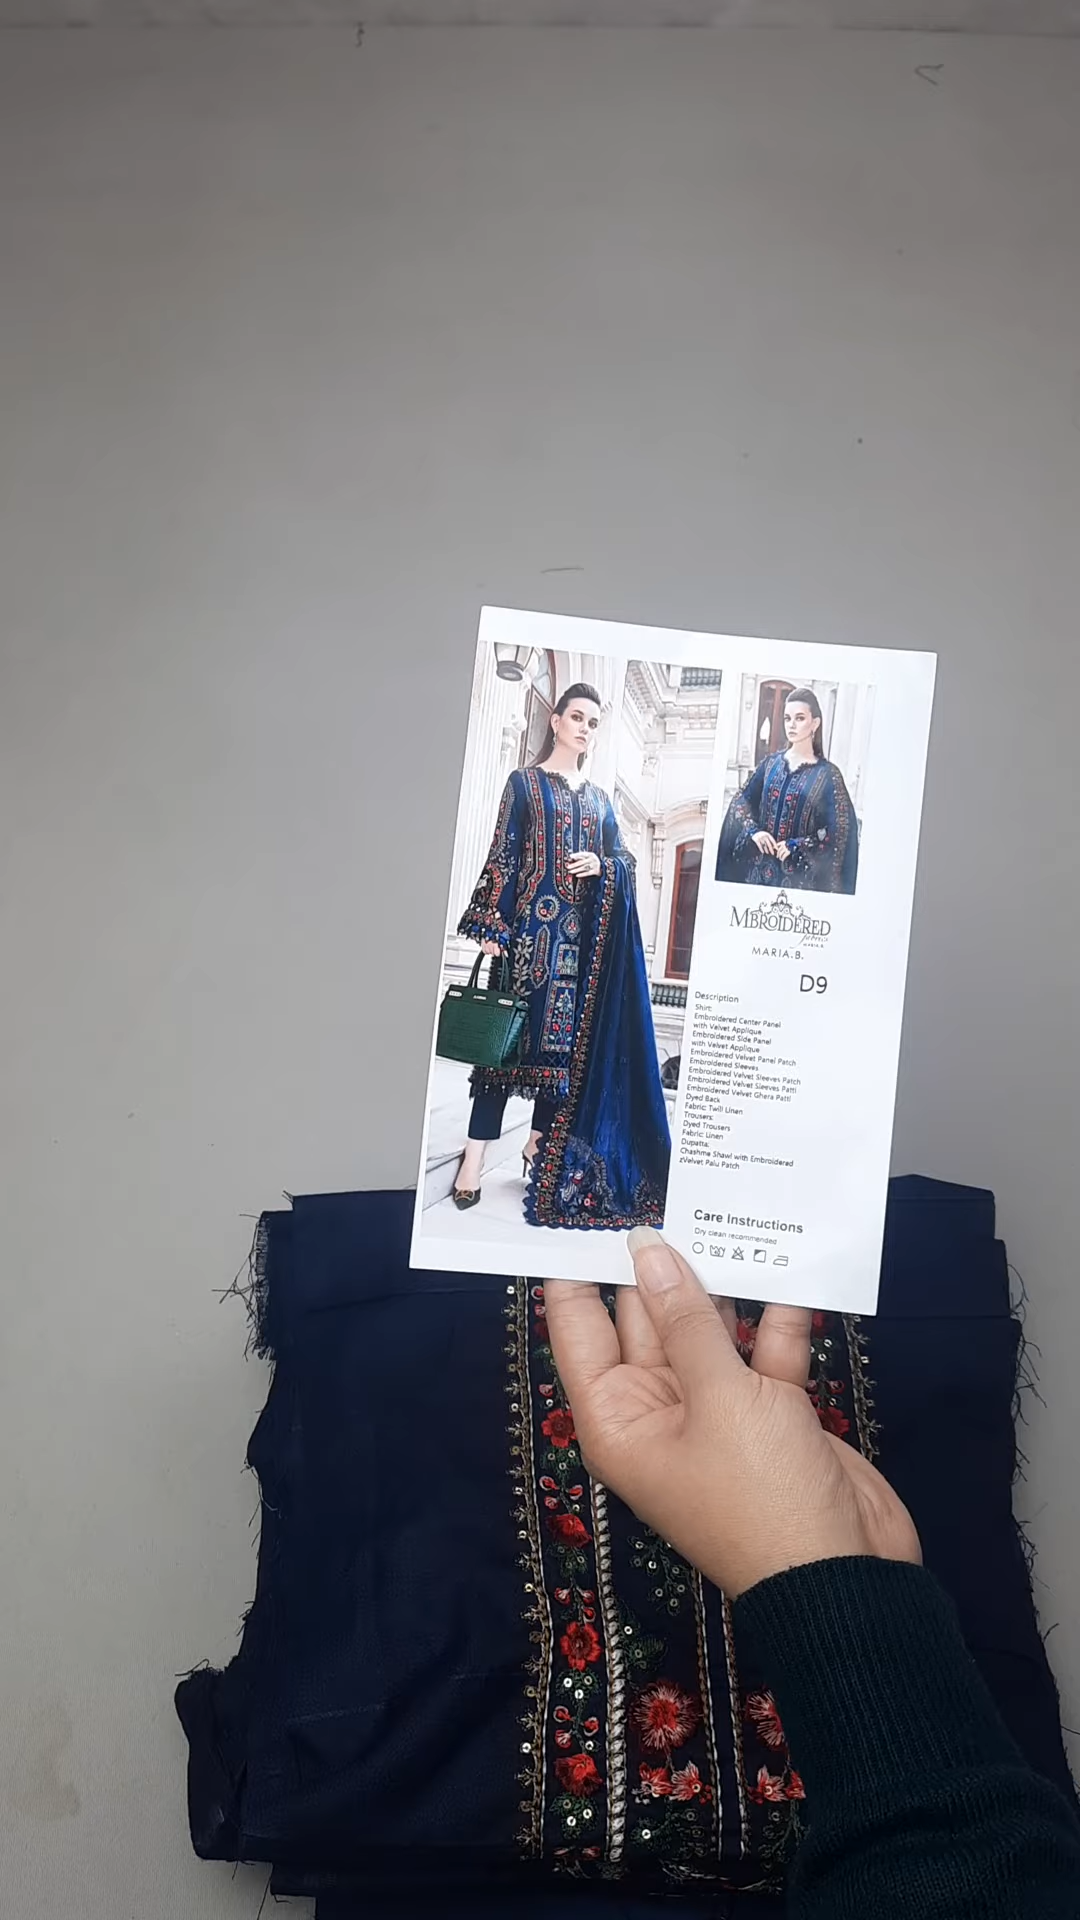 MBROIDERED
fabrics
MARIA.B.
MARIA.B.
D9
Description
Shirt:
Embroidered Center Panel
with Velvet Applique
Embroidered Side Panel
with Velvet Applique
Embroidered Velvet Panel Patch
Embroidered Sleeves
Embroidered Velvet Sleeves Patch
Embroidered Velvet Sleeves Patti
Embroidered Velvet Ghera Patti
Dyed Back
Fabric: Twill Linen
Trousers:
Dyed Trousers
Fabric: Linen
Dupatta:
Chashme Shawl with Embroidered
zVelvet Palu Patch
Care Instructions
Dry clean recommended